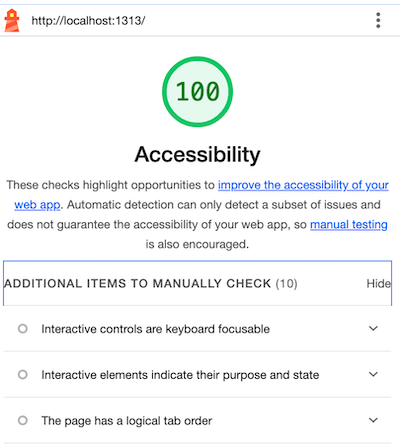 http://localhost:1313/
100
Accessibility
These checks highlight opportunities to improve the accessibility of your
web app. Automatic detection can only detect a subset of issues and
does not guarantee the accessibility of your web app, so manual testing
is also encouraged.
ADDITIONAL ITEMS TO MANUALLY CHECK (10) Hide
Interactive controls are keyboard focusable
Interactive elements indicate their purpose and state
The page has a logical tab order